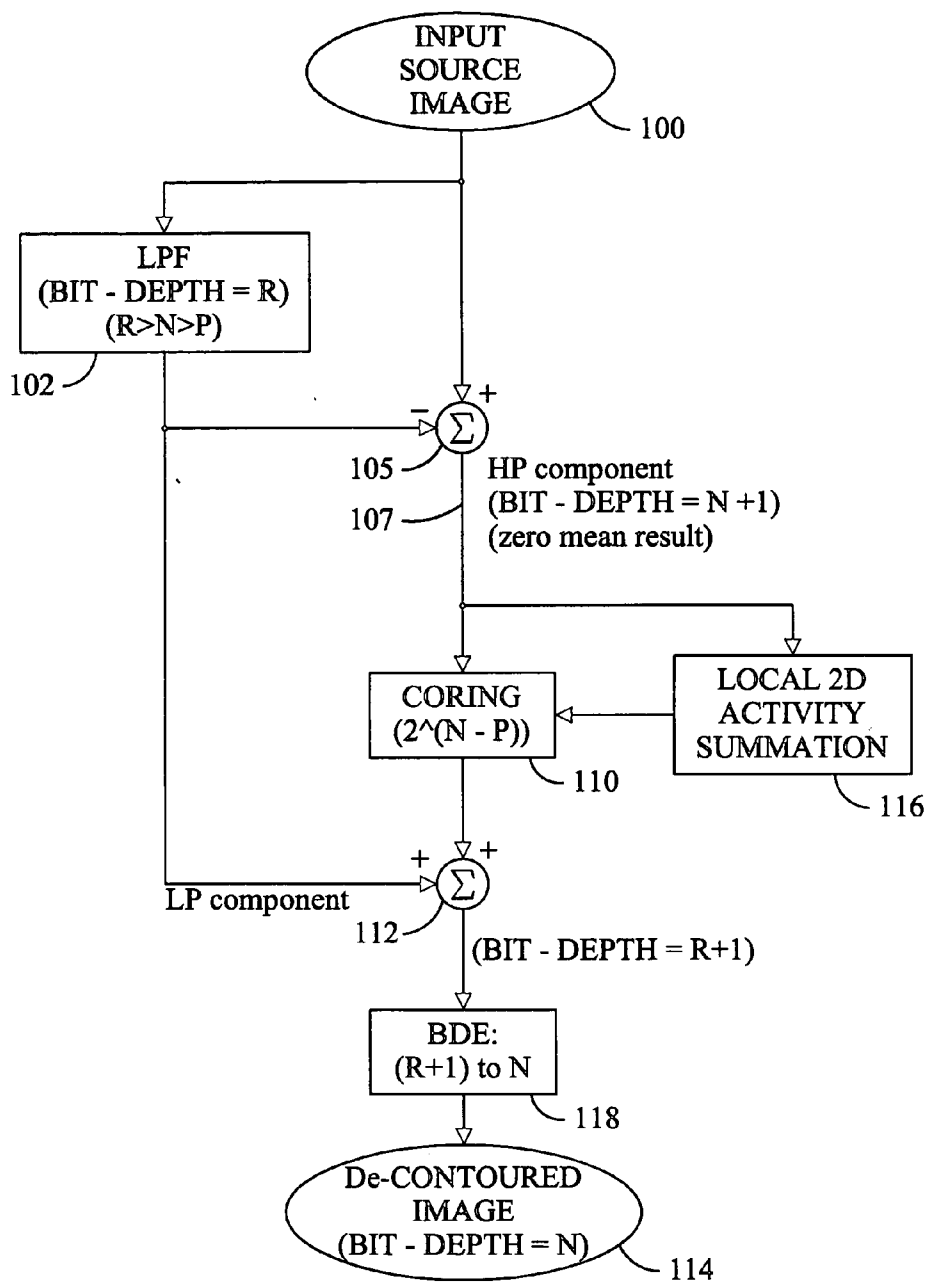 INPUT
SOURCE
IMAGE
100
LPF
(BIT - DEPTH = R)
(R>N>P)
102
+
−
Σ
105
HP component
(BIT - DEPTH = N +1)
(zero mean result)
107
CORING
(2^(N - P))
110
LOCAL 2D
ACTIVITY
SUMMATION
116
+
+
Σ
LP component
112
(BIT - DEPTH = R+1)
BDE:
(R+1) to N
118
De-CONTOURED
IMAGE
(BIT - DEPTH = N)
114